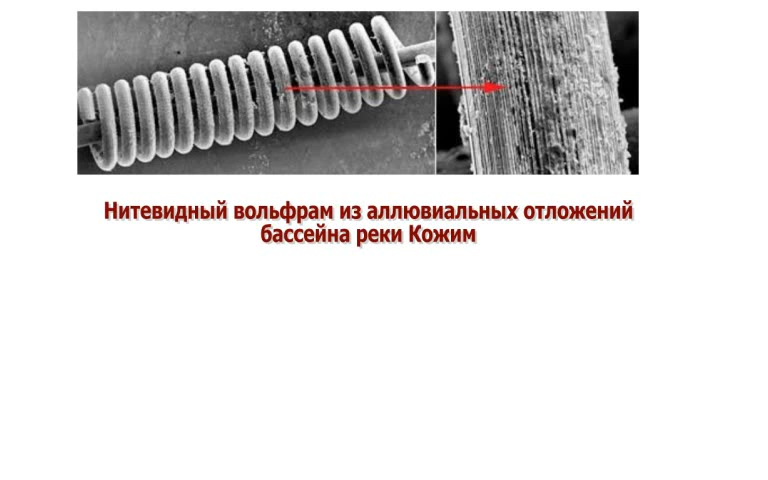 Нитевидный вольфрам из аллювиальных отложений
бассейна реки Кожим